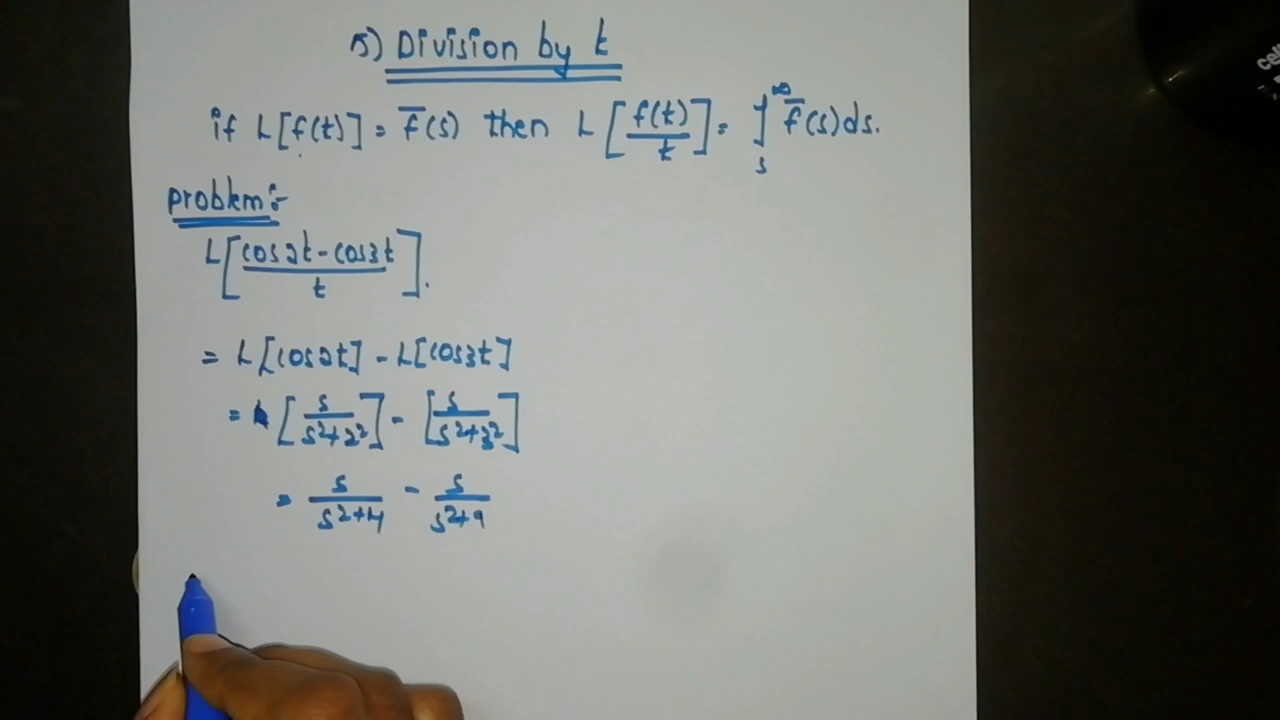 5) Division by t
if L[f(t)] = f̅(s) then L[f(t)/t] = ∫_s^∞ f̅(s)ds.
problem:-
L[cos2t - cos3t / t].
= L[cos2t] - L[cos3t]
= [s/s²+2²] - [s/s²+3²]
= s/s²+4 - s/s²+9